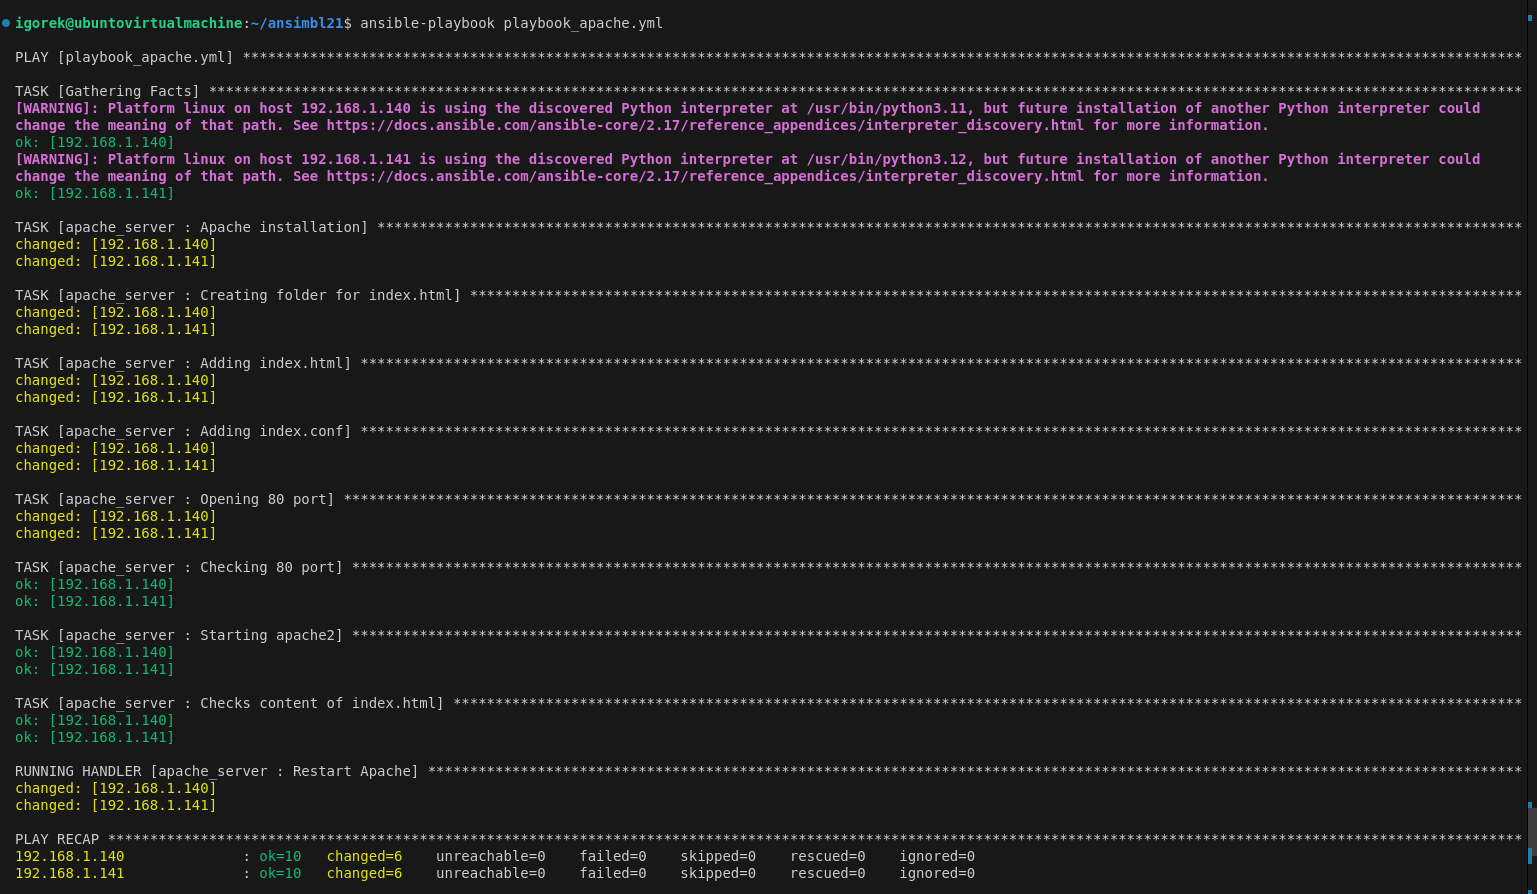 igorek@ubuntovirtualmachine:~/ansimbl21$ ansible-playbook playbook_apache.yml
PLAY [playbook_apache.yml] ********************************************************************************************************************************************************
TASK [Gathering Facts] ************************************************************************************************************************************************************
[WARNING]: Platform linux on host 192.168.1.140 is using the discovered Python interpreter at /usr/bin/python3.11, but future installation of another Python interpreter could
change the meaning of that path. See https://docs.ansible.com/ansible-core/2.17/reference_appendices/interpreter_discovery.html for more information.
ok: [192.168.1.140]
[WARNING]: Platform linux on host 192.168.1.141 is using the discovered Python interpreter at /usr/bin/python3.12, but future installation of another Python interpreter could
change the meaning of that path. See https://docs.ansible.com/ansible-core/2.17/reference_appendices/interpreter_discovery.html for more information.
ok: [192.168.1.141]
TASK [apache_server : Apache installation] ****************************************************************************************************************************************
changed: [192.168.1.140]
changed: [192.168.1.141]
TASK [apache_server : Creating folder for index.html] *****************************************************************************************************************************
changed: [192.168.1.140]
changed: [192.168.1.141]
TASK [apache_server : Adding index.html] ******************************************************************************************************************************************
changed: [192.168.1.140]
changed: [192.168.1.141]
TASK [apache_server : Adding index.conf] ******************************************************************************************************************************************
changed: [192.168.1.140]
changed: [192.168.1.141]
TASK [apache_server : Opening 80 port] ********************************************************************************************************************************************
changed: [192.168.1.140]
changed: [192.168.1.141]
TASK [apache_server : Checking 80 port] *******************************************************************************************************************************************
ok: [192.168.1.140]
ok: [192.168.1.141]
TASK [apache_server : Starting apache2] *******************************************************************************************************************************************
ok: [192.168.1.140]
ok: [192.168.1.141]
TASK [apache_server : Checks content of index.html] *******************************************************************************************************************************
ok: [192.168.1.140]
ok: [192.168.1.141]
RUNNING HANDLER [apache_server : Restart Apache] **********************************************************************************************************************************
changed: [192.168.1.140]
changed: [192.168.1.141]
PLAY RECAP ************************************************************************************************************************************************************************
192.168.1.140              : ok=10   changed=6    unreachable=0    failed=0    skipped=0    rescued=0    ignored=0
192.168.1.141              : ok=10   changed=6    unreachable=0    failed=0    skipped=0    rescued=0    ignored=0